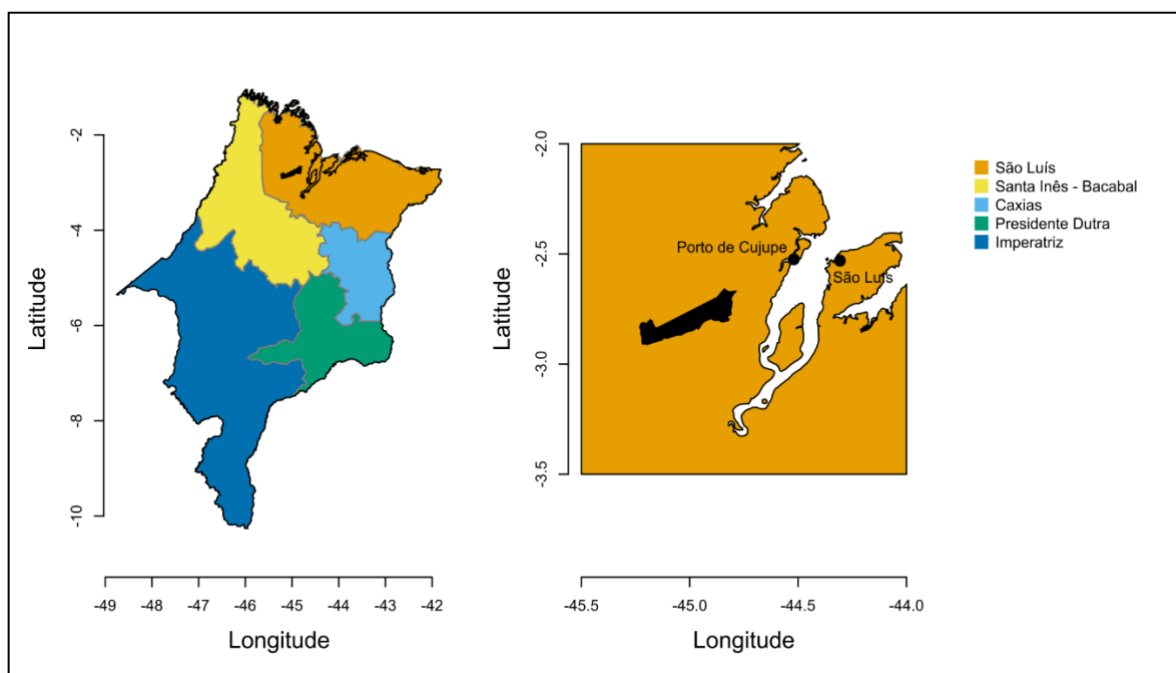 Latitude
-2
-4
-6
-8
-10
-49
-48
-47
-46
-45
-44
-43
-42
Longitude
Latitude
-2.0
-2.5
-3.0
-3.5
Porto de Cujupe
São Luís
-45.5
-45.0
-44.5
-44.0
Longitude
São Luís
Santa Inês - Bacabal
Caxias
Presidente Dutra
Imperatriz